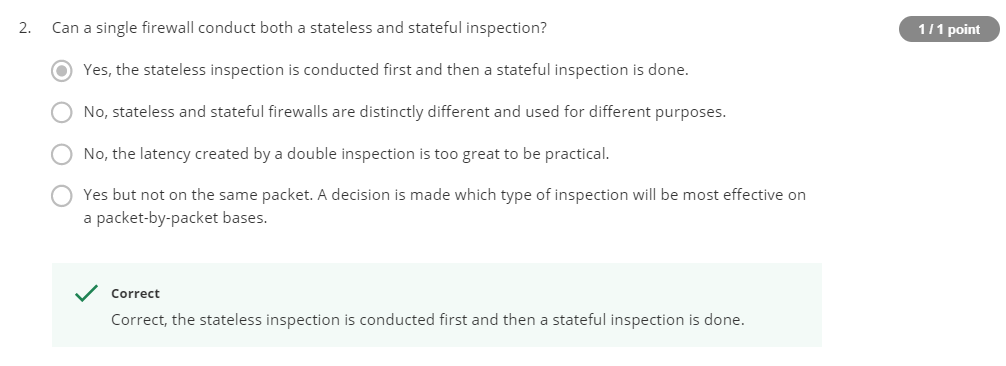 2. Can a single firewall conduct both a stateless and stateful inspection?
1 / 1 point
Yes, the stateless inspection is conducted first and then a stateful inspection is done.
No, stateless and stateful firewalls are distinctly different and used for different purposes.
No, the latency created by a double inspection is too great to be practical.
Yes but not on the same packet. A decision is made which type of inspection will be most effective on
a packet-by-packet bases.
Correct
Correct, the stateless inspection is conducted first and then a stateful inspection is done.